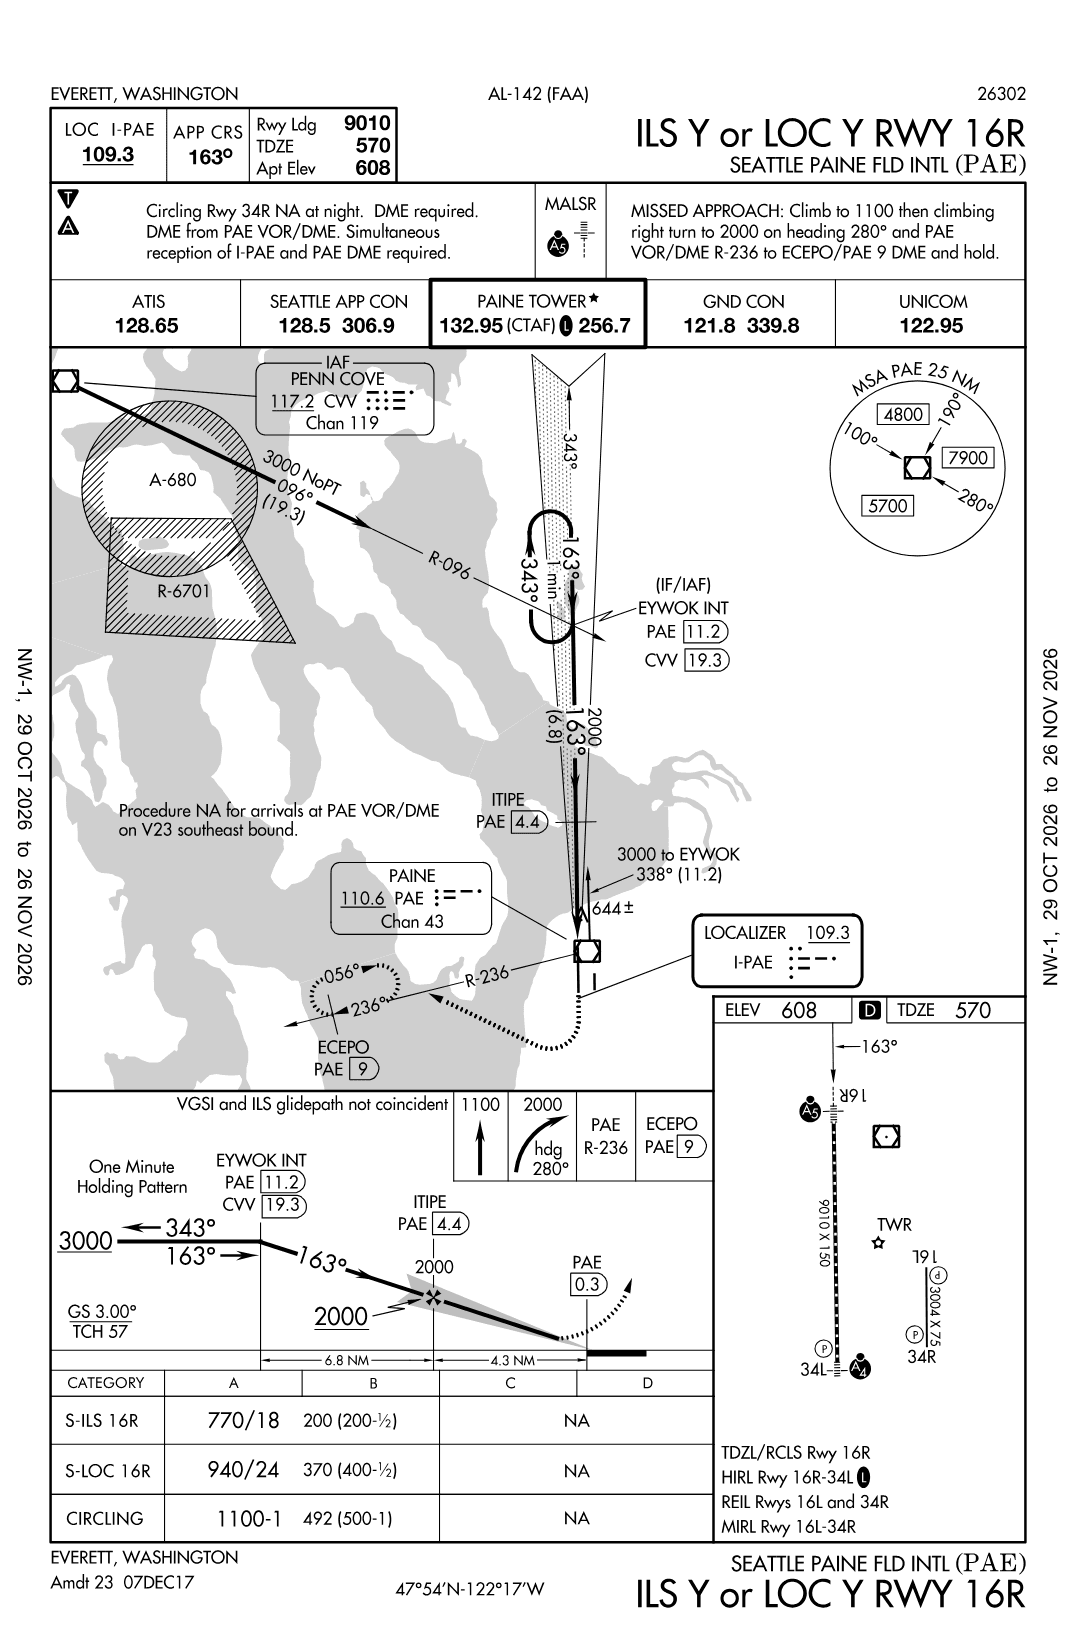 EVERETT, WASHINGTON
AL-142 (FAA)
26302
LOC I-PAE
109.3
APP CRS
163°
Rwy Ldg 9010
TDZE 570
Apt Elev 608
ILS Y or LOC Y RWY 16R
SEATTLE PAINE FLD INTL (PAE)
T
A
Circling Rwy 34R NA at night. DME required.
DME from PAE VOR/DME. Simultaneous
reception of I-PAE and PAE DME required.
MALSR
A5
MISSED APPROACH: Climb to 1100 then climbing
right turn to 2000 on heading 280° and PAE
VOR/DME R-236 to ECEPO/PAE 9 DME and hold.
ATIS
128.65
SEATTLE APP CON
128.5 306.9
PAINE TOWER★
132.95 (CTAF) L 256.7
GND CON
121.8 339.8
UNICOM
122.95
IAF
PENN COVE
117.2 CVV
Chan 119
3000 NoPT
096°
(19.3)
R-096
A-680
R-6701
343°
163°
1 min
343°
(IF/IAF)
EYWOK INT
PAE 11.2
CVV 19.3
2000
163°
(6.8)
MSA PAE 25 NM
4800
190°
100°
7900
280°
5700
ITIPE
PAE 4.4
Procedure NA for arrivals at PAE VOR/DME
on V23 southeast bound.
3000 to EYWOK
338° (11.2)
644±
PAINE
110.6 PAE
Chan 43
LOCALIZER 109.3
I-PAE
R-236
056°
236°
ECEPO
PAE 9
NW-1, 29 OCT 2026 to 26 NOV 2026
NW-1, 29 OCT 2026 to 26 NOV 2026
ELEV 608
D
TDZE 570
163°
16R
A5
9010 X 150
TWR
16L
P
3004 X 75
P
34R
P
34L
A4
TDZL/RCLS Rwy 16R
HIRL Rwy 16R-34L L
REIL Rwys 16L and 34R
MIRL Rwy 16L-34R
VGSI and ILS glidepath not coincident
1100
2000
hdg
280°
PAE
R-236
ECEPO
PAE 9
One Minute
Holding Pattern
EYWOK INT
PAE 11.2
CVV 19.3
3000
343°
163°
163°
ITIPE
PAE 4.4
2000
2000
PAE
0.3
GS 3.00°
TCH 57
6.8 NM
4.3 NM
CATEGORY A B C D
S-ILS 16R 770/18 200 (200-½) NA
S-LOC 16R 940/24 370 (400-½) NA
CIRCLING 1100-1 492 (500-1) NA
EVERETT, WASHINGTON
Amdt 23 07DEC17
47°54'N-122°17'W
SEATTLE PAINE FLD INTL (PAE)
ILS Y or LOC Y RWY 16R